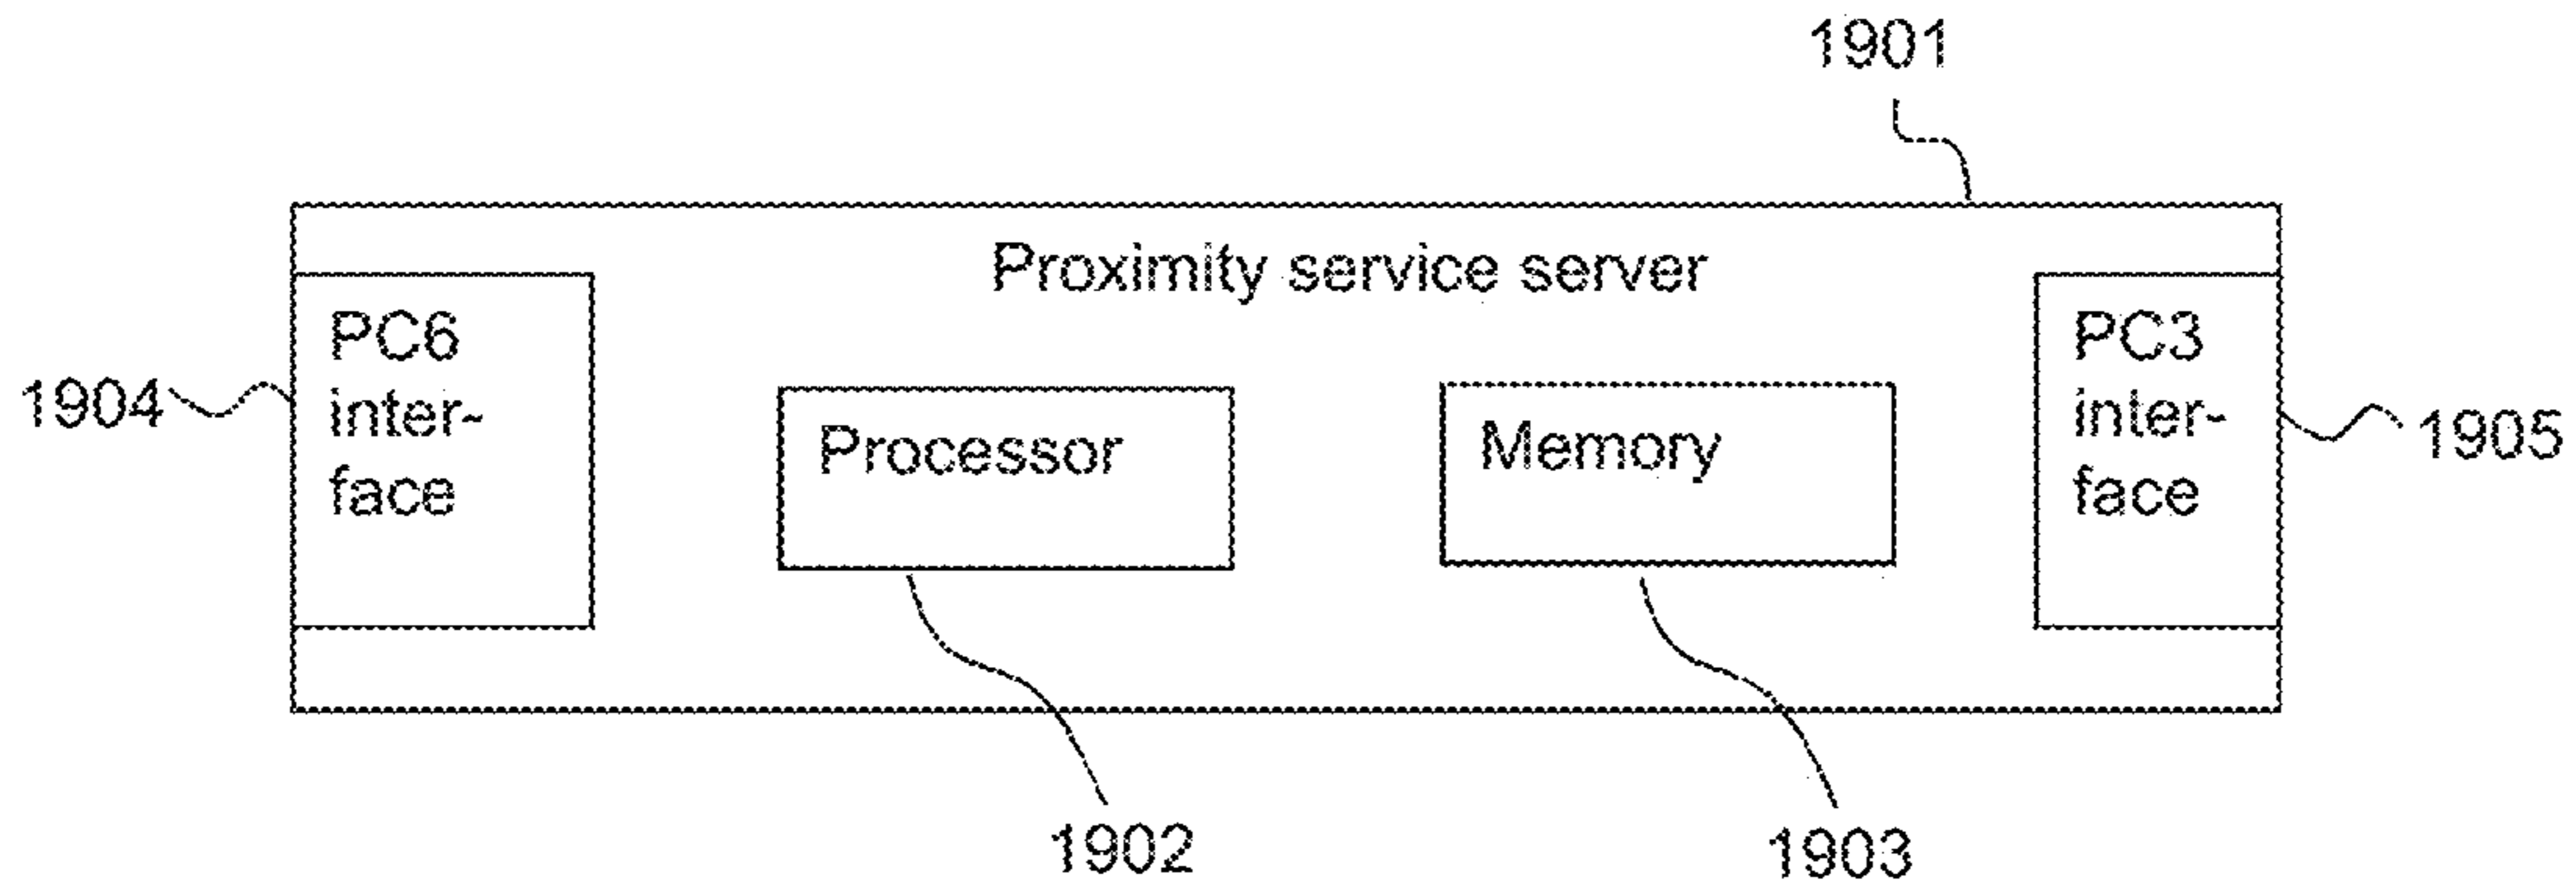 1901
Proximity service server
PC6
inter-
face
PC3
inter-
face
1904
Processor
Memory
1905
1902
1903